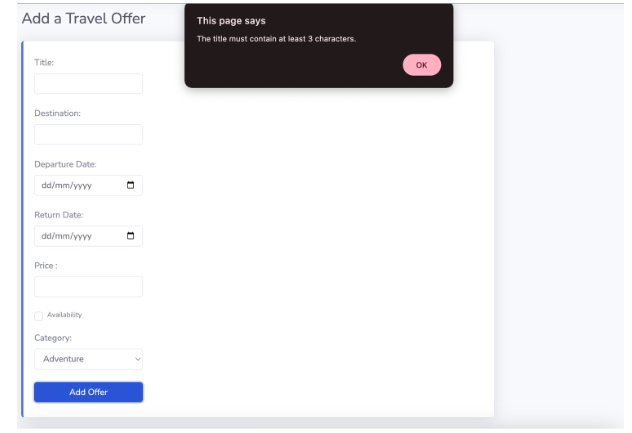 Add a Travel Offer
This page says
The title must contain at least 3 characters.
OK
Title:
Destination:
Departure Date:
dd/mm/yyyy
Return Date:
dd/mm/yyyy
Price :
Availability
Category:
Adventure
Add Offer